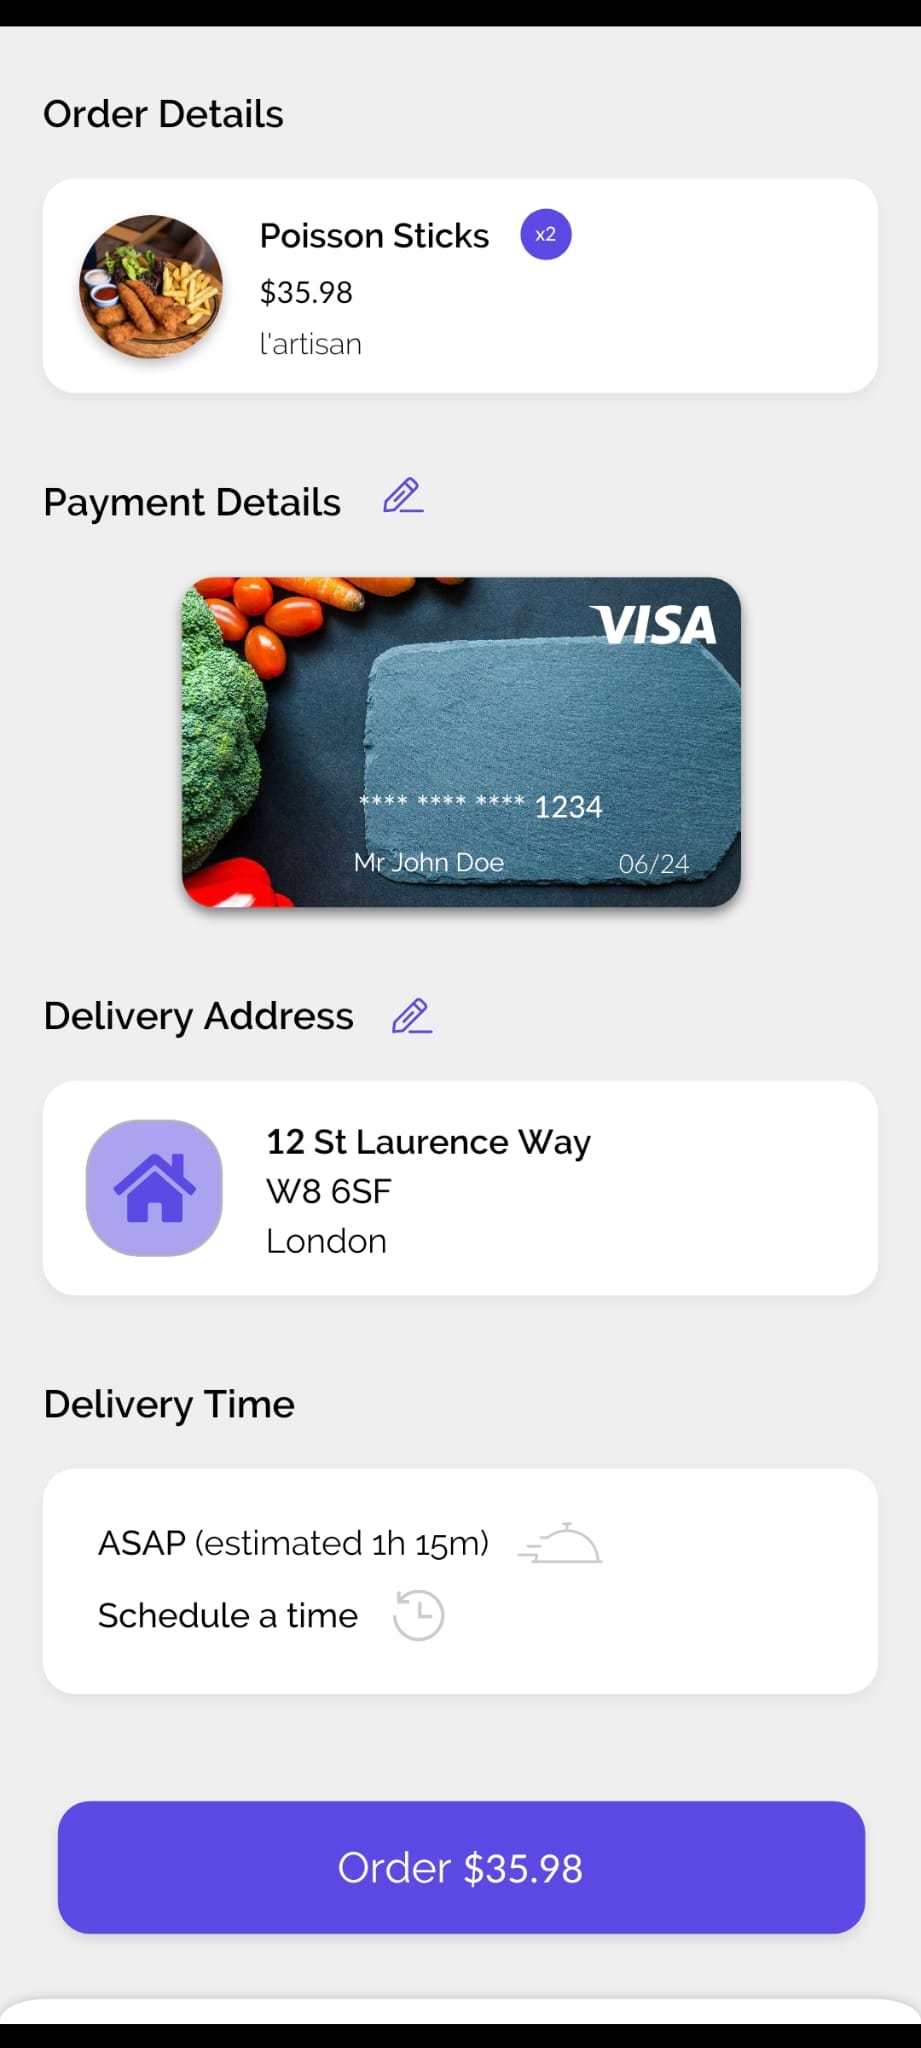 Order Details
Poisson Sticks x2
$35.98
l'artisan
Payment Details
VISA
**** **** **** 1234
Mr John Doe 06/24
Delivery Address
12 St Laurence Way
W8 6SF
London
Delivery Time
ASAP (estimated 1h 15m)
Schedule a time
Order $35.98